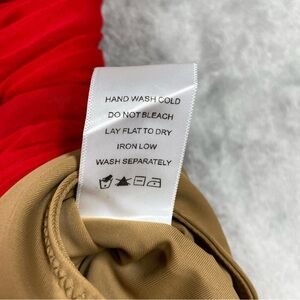 HAND WASH COLD
DO NOT BLEACH
LAY FLAT TO DRY
IRON LOW
WASH SEPARATELY